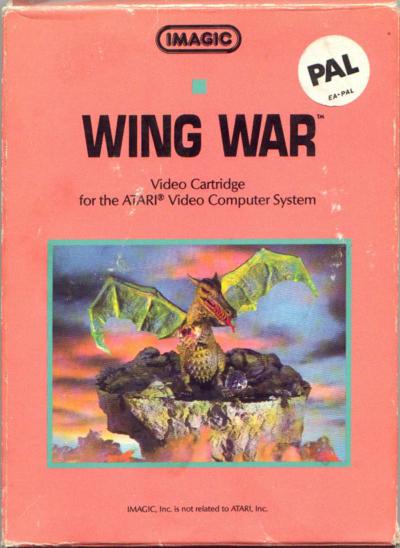 IMAGIC
PAL
EA-PAL
WING WAR™
Video Cartridge
for the ATARI® Video Computer System
IMAGIC, Inc. is not related to ATARI, Inc.